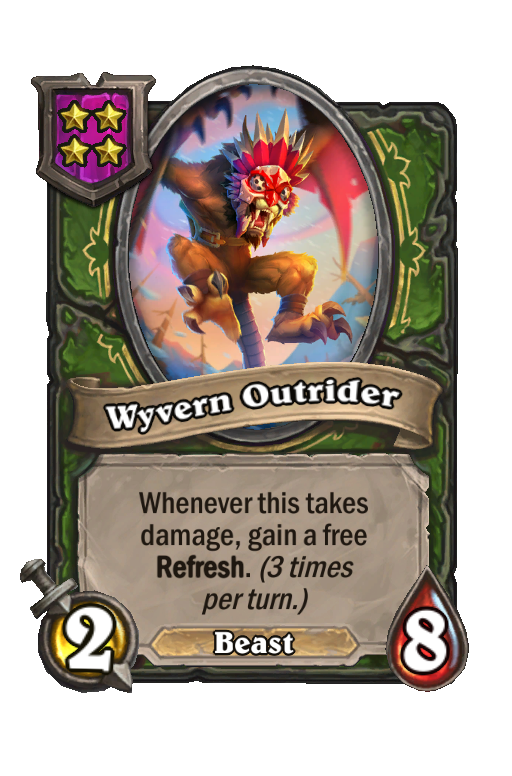 Wyvern Outrider
Whenever this takes
damage, gain a free
Refresh. (3 times
per turn.)
2
Beast
8